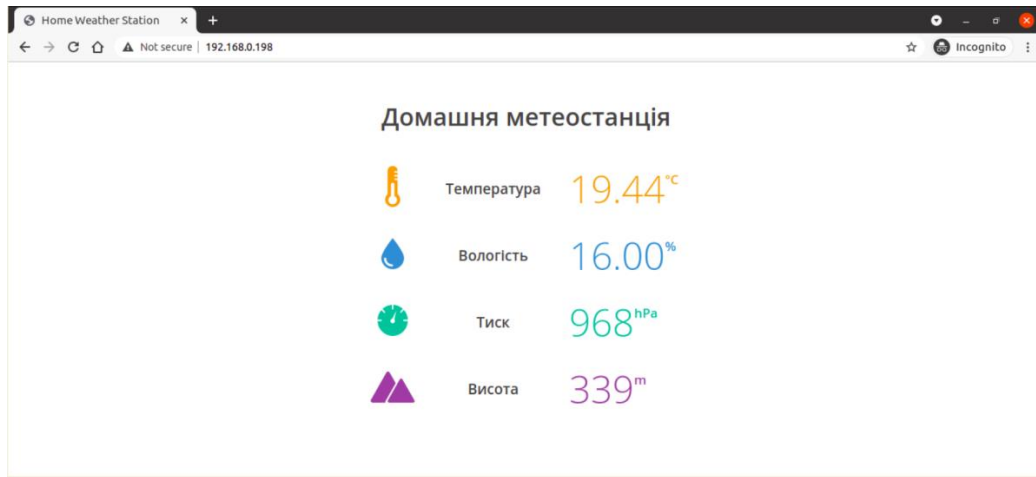 Home Weather Station
Not secure | 192.168.0.198
Incognito
Домашня метеостанція
Температура 19.44°C
Вологість 16.00%
Тиск 968hPa
Висота 339m